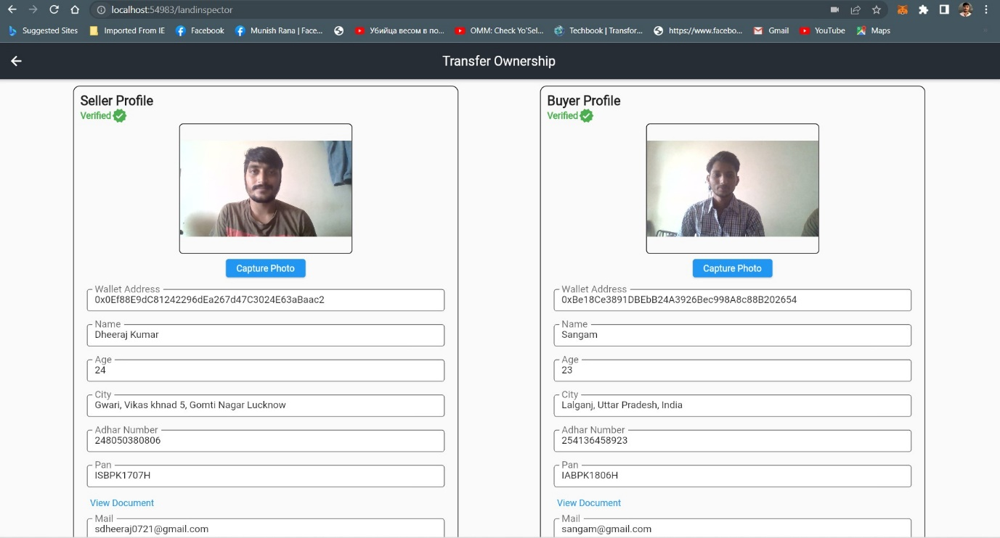 localhost:54983/landinspector
Suggested Sites
Imported From IE
Facebook
Munish Rana | Face...
Убийца весом в по...
OMM: Check Yo'Sel...
Techbook | Transfor...
https://www.facebo...
Gmail
YouTube
Maps
Transfer Ownership
Seller Profile
Verified
Capture Photo
Wallet Address
0x0Ef88E9dC81242296dEa267d47C3024E63aBaac2
Name
Dheeraj Kumar
Age
24
City
Gwari, Vikas khnad 5, Gomti Nagar Lucknow
Adhar Number
248050380806
Pan
ISBPK1707H
View Document
Mail
sdheeraj0721@gmail.com
Buyer Profile
Verified
Capture Photo
Wallet Address
0xBe18Ce3891DBEbB24A3926Bec998A8c88B202654
Name
Sangam
Age
23
City
Lalganj, Uttar Pradesh, India
Adhar Number
254136458923
Pan
IABPK1806H
View Document
Mail
sangam@gmail.com